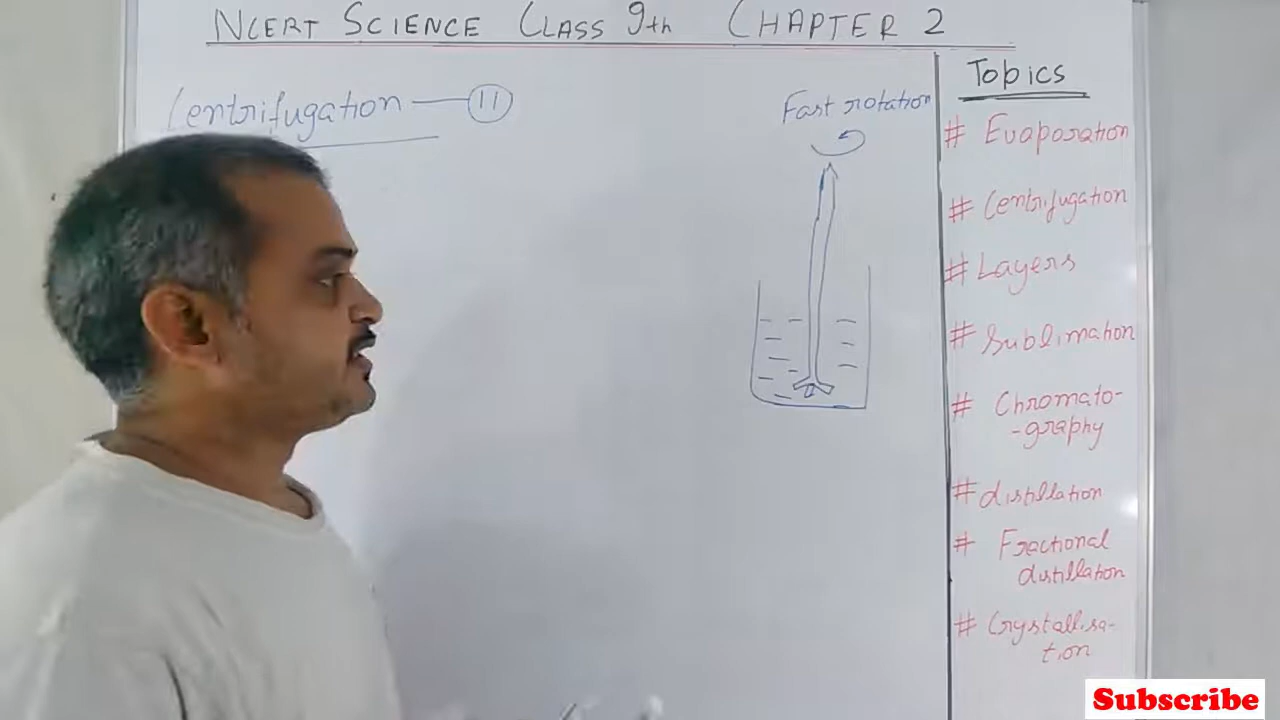 NCERT SCIENCE CLASS 9th CHAPTER 2
Centrifugation — 11
Fast rotation
Topics
# Evaporation
# Centrifugation
# Layers
# Sublimation
# Chromato-
-graphy
# distillation
# Fractional
distillation
# Crystallisa-
tion
Subscribe